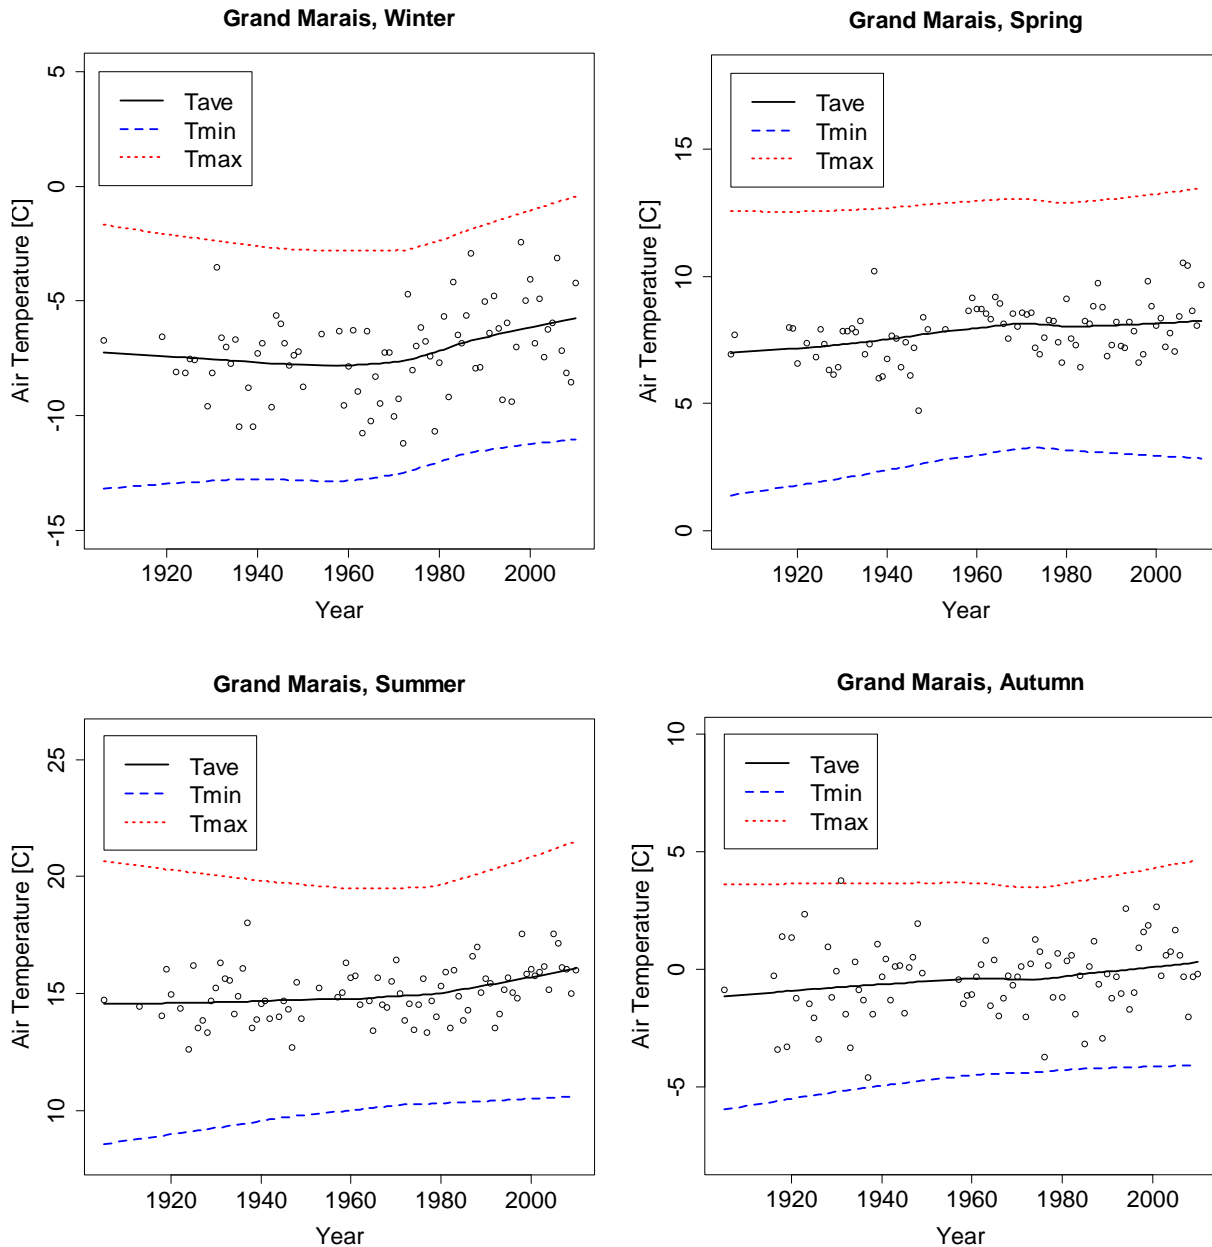 Grand Marais, Winter
Air Temperature [C]
5
0
-5
-10
-15
Tave
Tmin
Tmax
1920 1940 1960 1980 2000
Year
Grand Marais, Spring
Air Temperature [C]
15
10
5
0
Tave
Tmin
Tmax
1920 1940 1960 1980 2000
Year
Grand Marais, Summer
Air Temperature [C]
25
20
15
10
Tave
Tmin
Tmax
1920 1940 1960 1980 2000
Year
Grand Marais, Autumn
Air Temperature [C]
10
5
0
-5
Tave
Tmin
Tmax
1920 1940 1960 1980 2000
Year